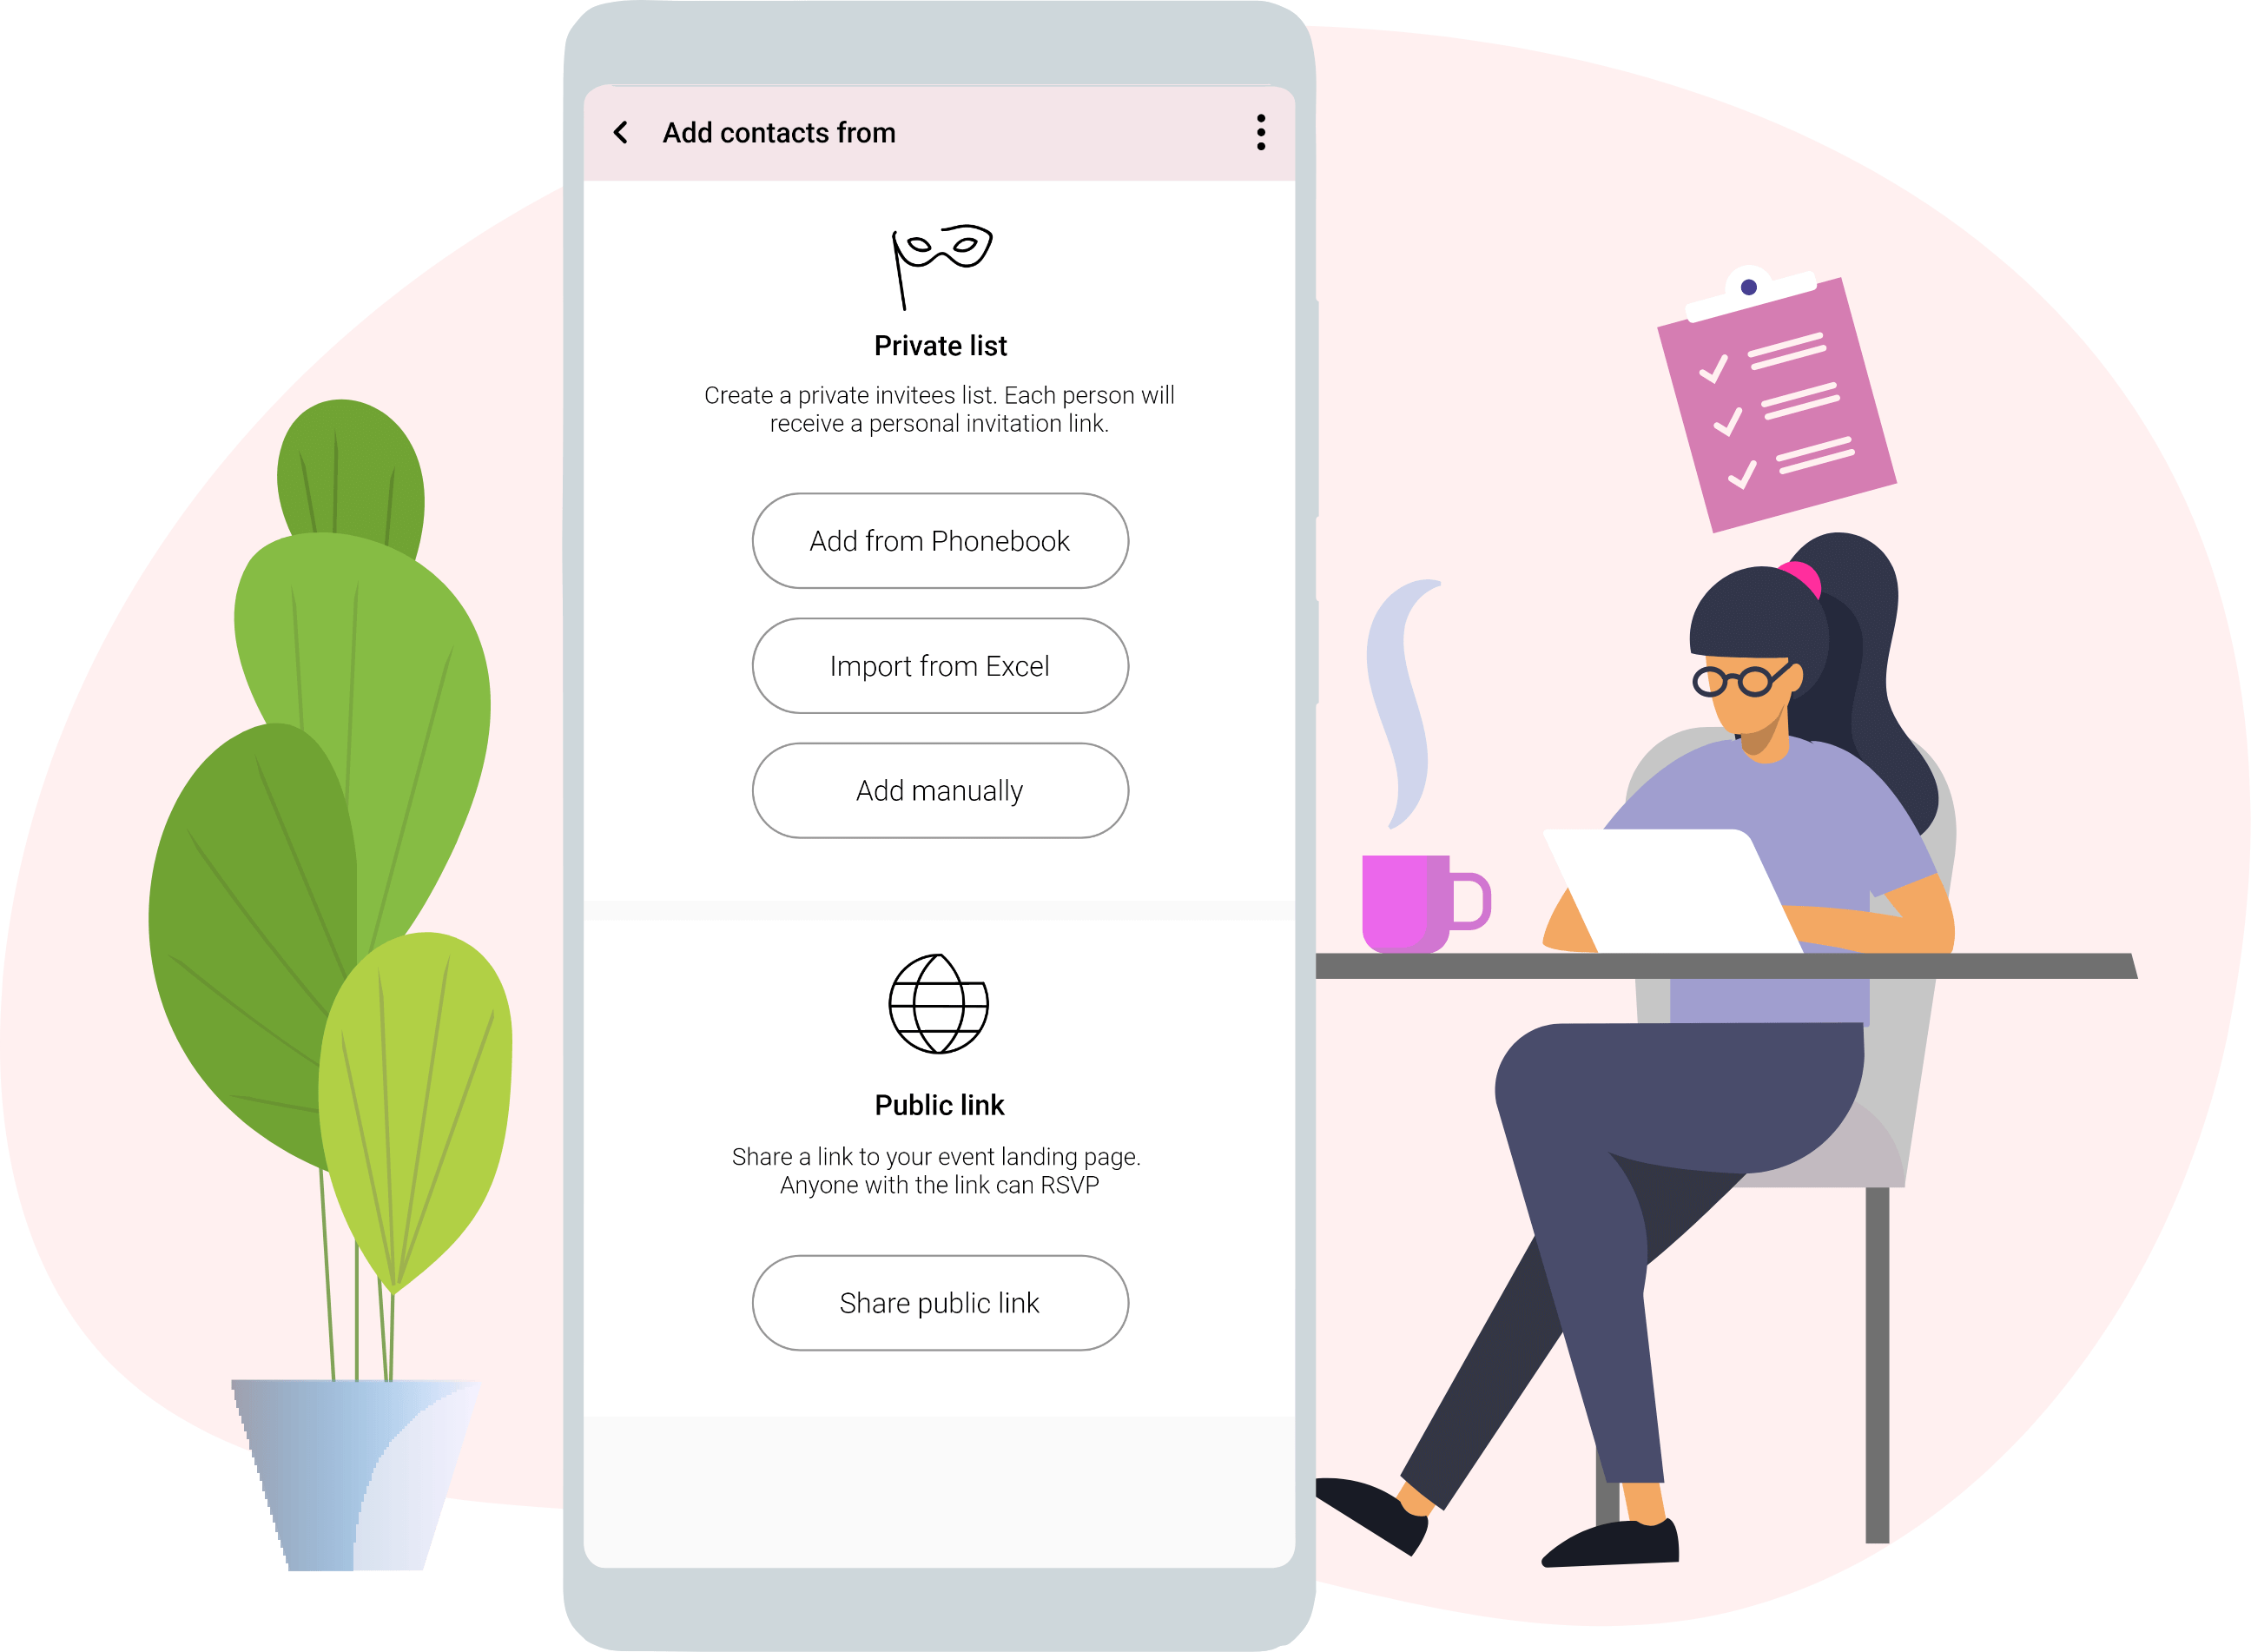 Add contacts from
Private list
Create a private invitees list. Each person will
receive a personal invitation link.
Add from Phonebook
Import from Excel
Add manually
Public link
Share a link to your event landing page.
Anyone with the link can RSVP
Share public link